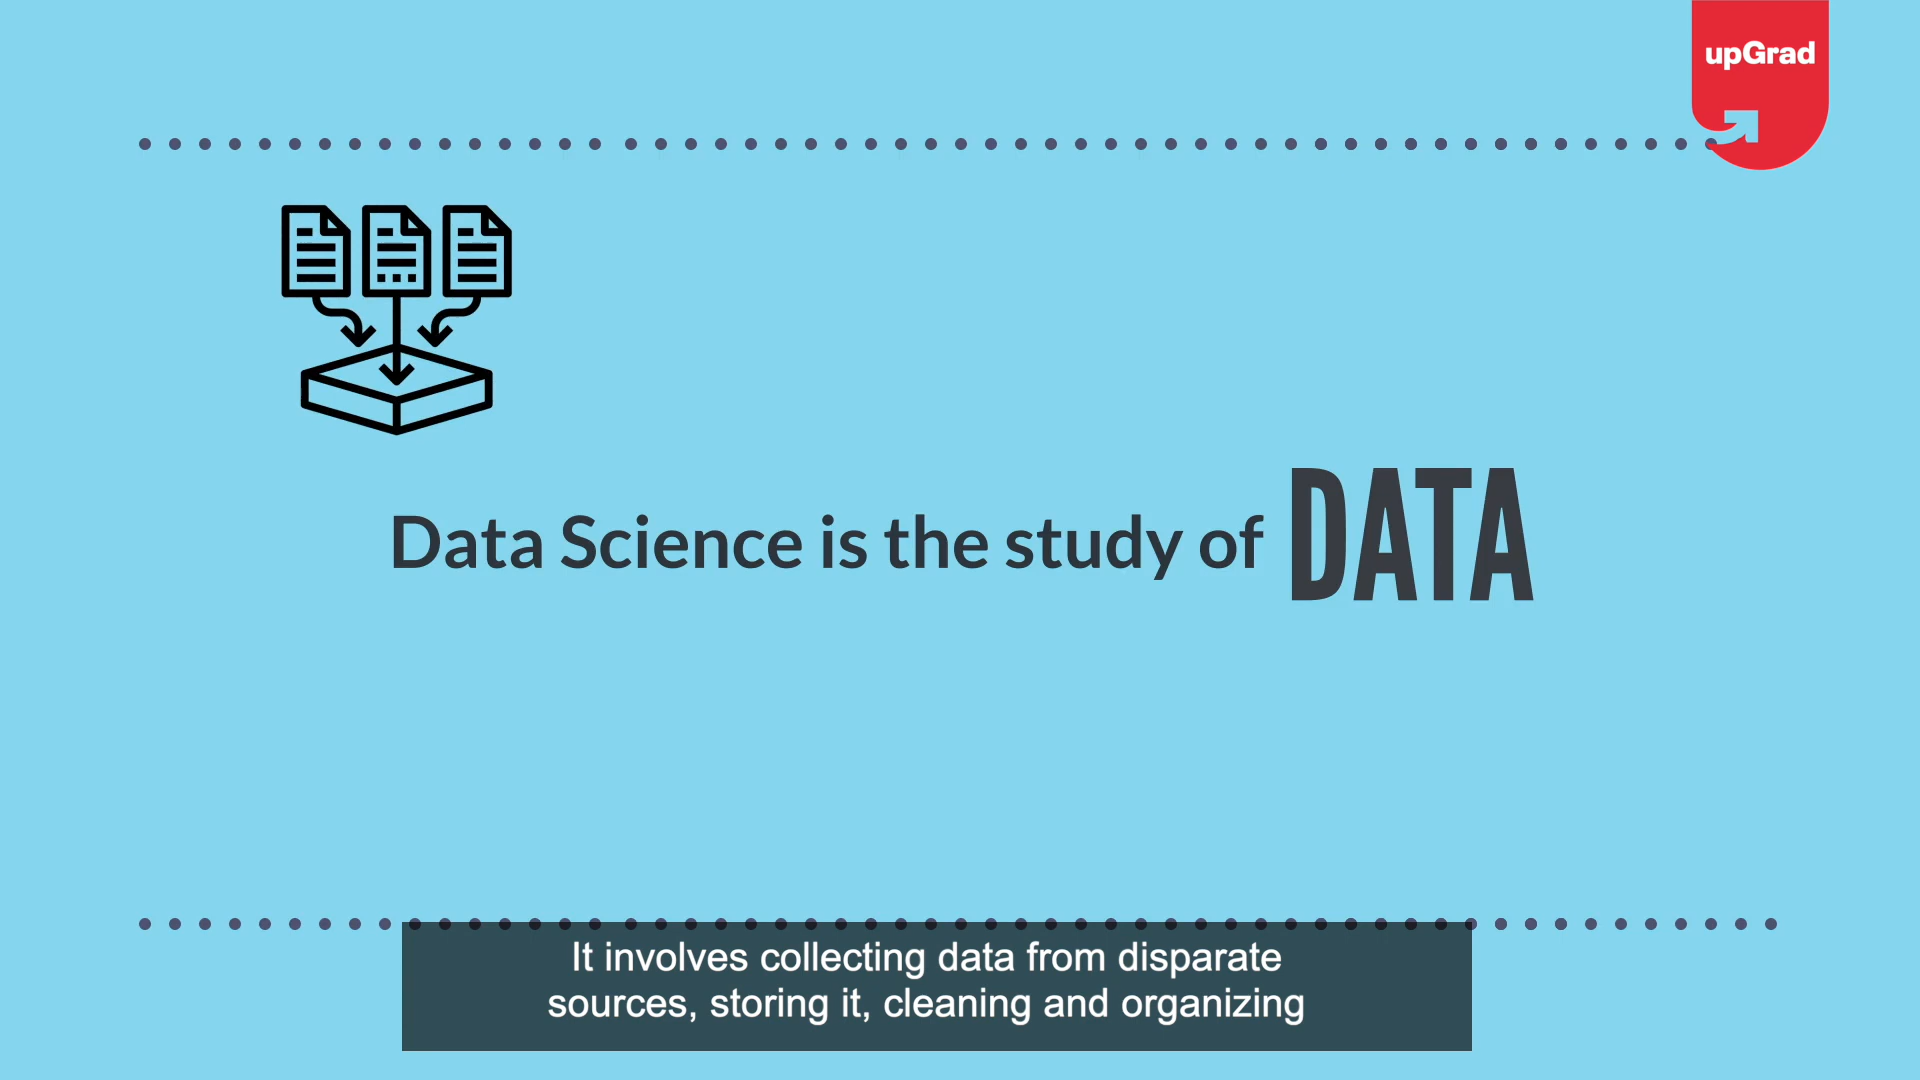 upGrad
Data Science is the study of DATA
It involves collecting data from disparate
sources, storing it, cleaning and organizing